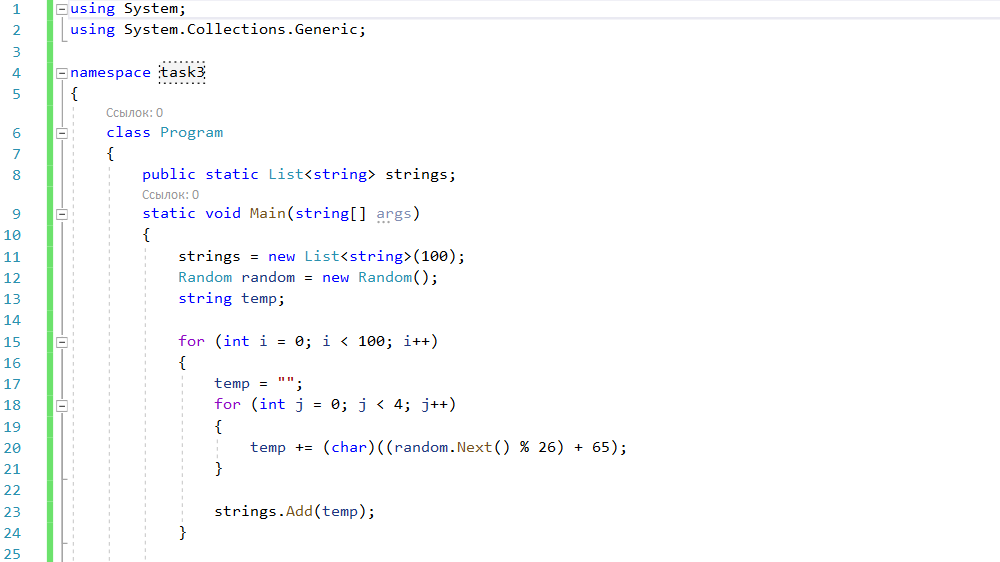 1 using System;
2 using System.Collections.Generic;
3
4 namespace task3
5 {
Ссылок: 0
6 class Program
7 {
8 public static List<string> strings;
Ссылок: 0
9 static void Main(string[] args)
10 {
11 strings = new List<string>(100);
12 Random random = new Random();
13 string temp;
14
15 for (int i = 0; i < 100; i++)
16 {
17 temp = "";
18 for (int j = 0; j < 4; j++)
19 {
20 temp += (char)((random.Next() % 26) + 65);
21 }
22
23 strings.Add(temp);
24 }
25